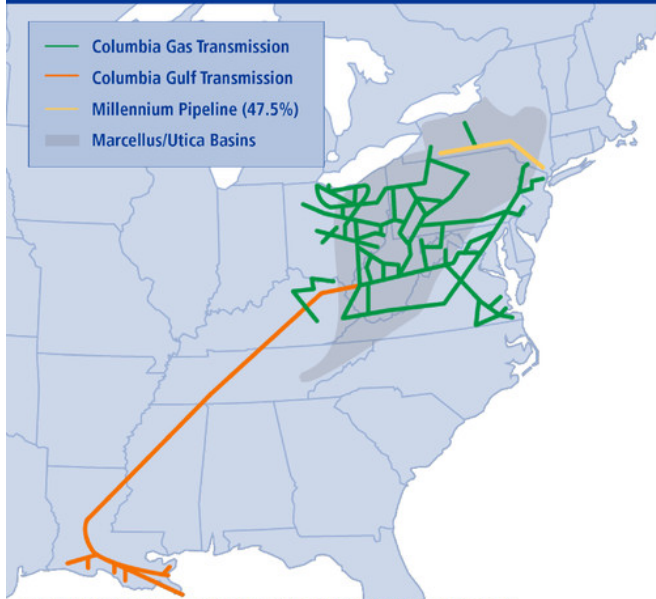 Columbia Gas Transmission
Columbia Gulf Transmission
Millennium Pipeline (47.5%)
Marcellus/Utica Basins